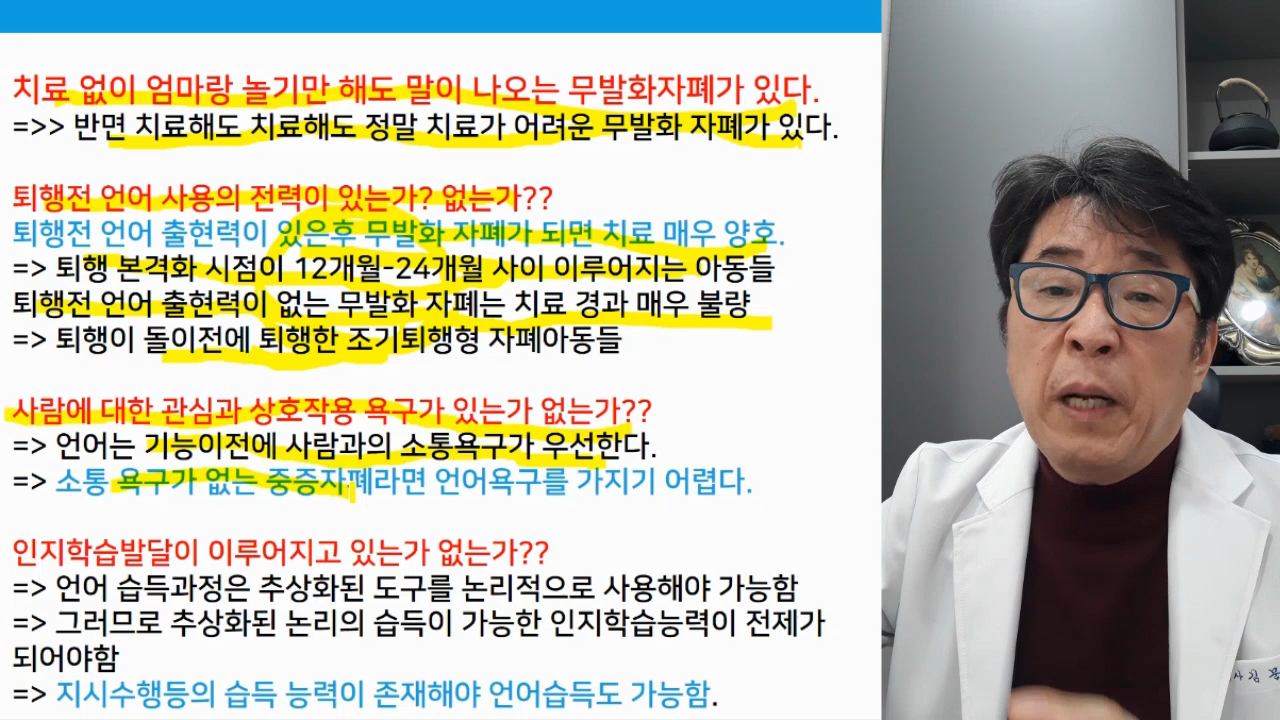 치료 없이 엄마랑 놀기만 해도 말이 나오는 무발화자폐가 있다.
=>> 반면 치료해도 치료해도 정말 치료가 어려운 무발화 자폐가 있다.
퇴행전 언어 사용의 전력이 있는가? 없는가??
퇴행전 언어 출현력이 있은후 무발화 자폐가 되면 치료 매우 양호.
=> 퇴행 본격화 시점이 12개월-24개월 사이 이루어지는 아동들
퇴행전 언어 출현력이 없는 무발화 자폐는 치료 경과 매우 불량
=> 퇴행이 돌이전에 퇴행한 조기퇴행형 자폐아동들
사람에 대한 관심과 상호작용 욕구가 있는가 없는가??
=> 언어는 기능이전에 사람과의 소통욕구가 우선한다.
=> 소통 욕구가 없는 중증자폐라면 언어욕구를 가지기 어렵다.
인지학습발달이 이루어지고 있는가 없는가??
=> 언어 습득과정은 추상화된 도구를 논리적으로 사용해야 가능함
=> 그러므로 추상화된 논리의 습득이 가능한 인지학습능력이 전제가
되어야함
=> 지시수행등의 습득 능력이 존재해야 언어습득도 가능함.